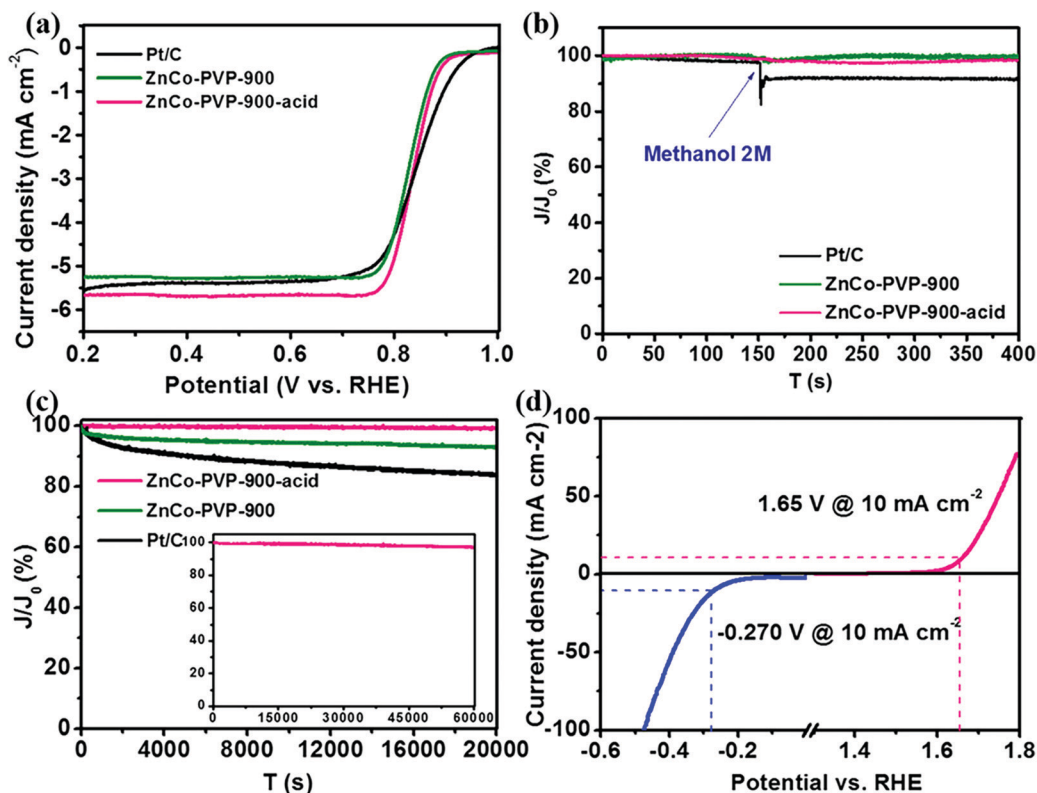 (a)
Pt/C
ZnCo-PVP-900
ZnCo-PVP-900-acid
0
-1
-2
-3
-4
-5
-6
Current density (mA cm-2)
0.2
0.4
0.6
0.8
1.0
Potential (V vs. RHE)
(b)
100
80
60
40
20
0
J/J0 (%)
Methanol 2M
Pt/C
ZnCo-PVP-900
ZnCo-PVP-900-acid
0 50 100 150 200 250 300 350 400
T (s)
(c)
100
80
60
40
20
0
J/J0 (%)
ZnCo-PVP-900-acid
ZnCo-PVP-900
Pt/C
100
80
60
40
20
0
0 15000 30000 45000 60000
0 4000 8000 12000 16000 20000
T (s)
(d)
100
50
0
-50
-100
Current density (mA cm-2)
1.65 V @ 10 mA cm-2
-0.270 V @ 10 mA cm-2
-0.6 -0.4 -0.2 1.4 1.6 1.8
Potential vs. RHE